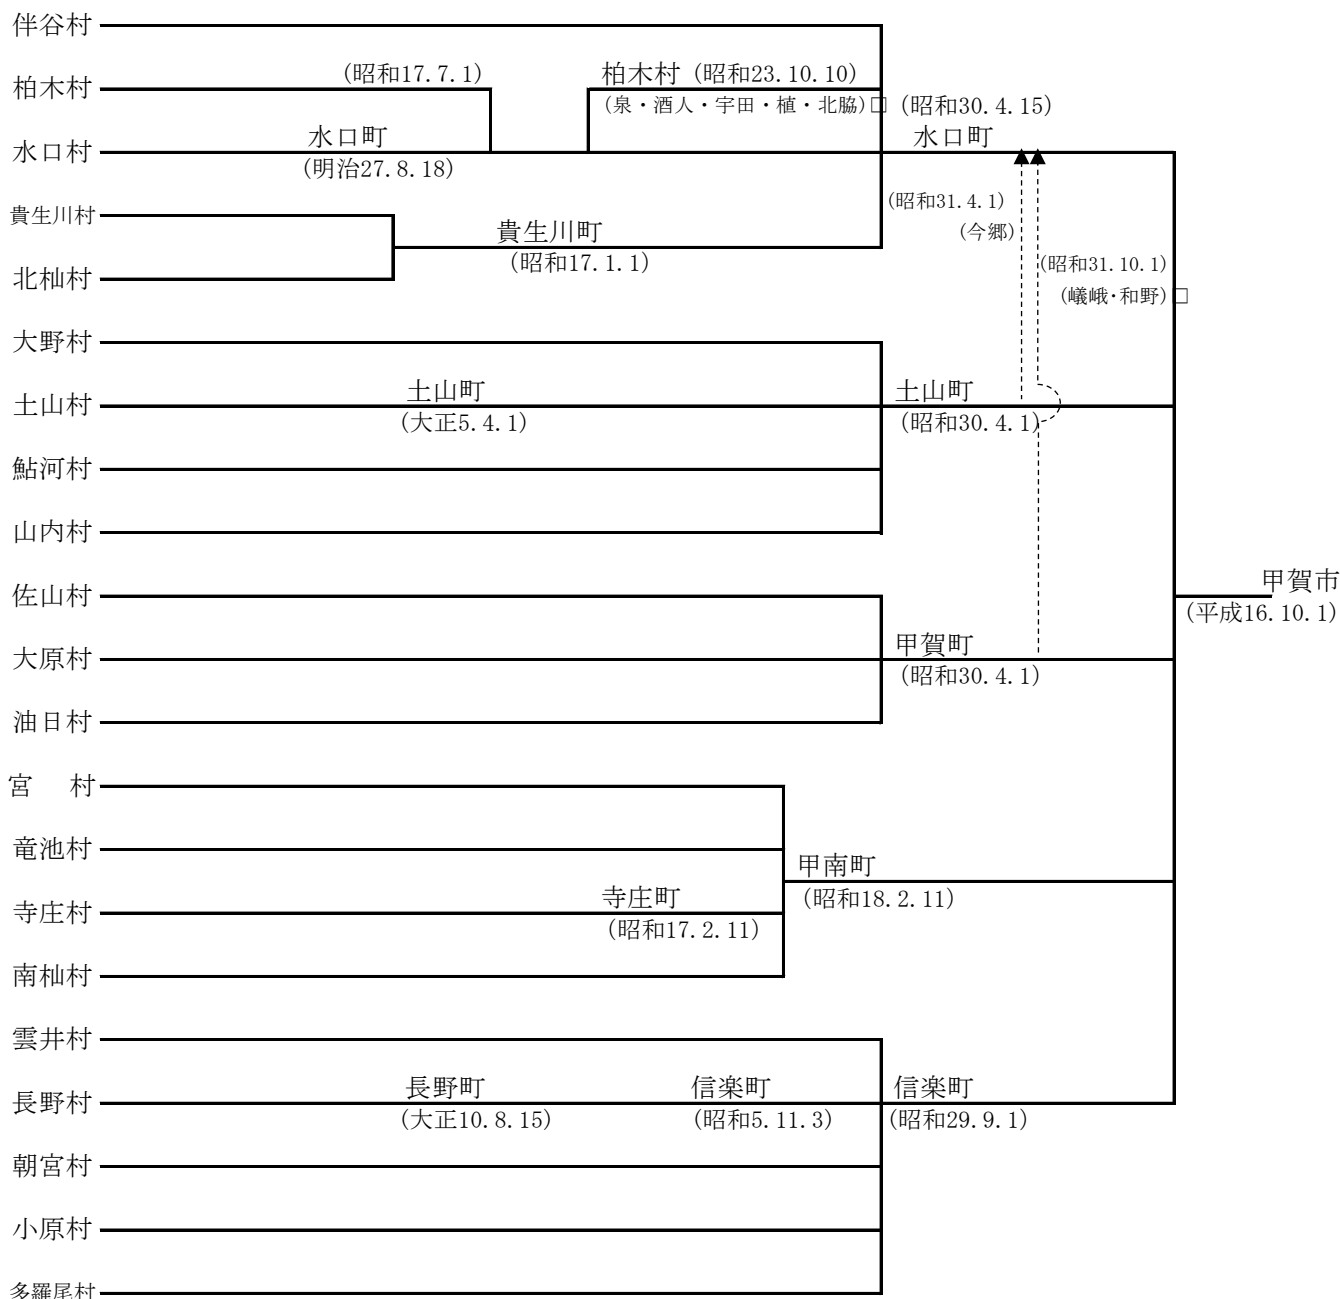 伴谷村
柏木村
(昭和17.7.1)
柏木村 (昭和23.10.10)
(泉・酒人・宇田・植・北脇)□
(昭和30.4.15)
水口村
水口町
(明治27.8.18)
水口町
貴生川村
(昭和31.4.1)
(今郷)
貴生川町
(昭和17.1.1)
北杣村
(昭和31.10.1)
(嶬峨・和野)□
大野村
土山村
土山町
(大正5.4.1)
土山町
(昭和30.4.1)
鮎河村
山内村
佐山村
甲賀市
(平成16.10.1)
大原村
甲賀町
(昭和30.4.1)
油日村
宮 村
竜池村
甲南町
(昭和18.2.11)
寺庄村
寺庄町
(昭和17.2.11)
南杣村
雲井村
長野村
長野町
(大正10.8.15)
信楽町
(昭和5.11.3)
信楽町
(昭和29.9.1)
朝宮村
小原村
多羅尾村